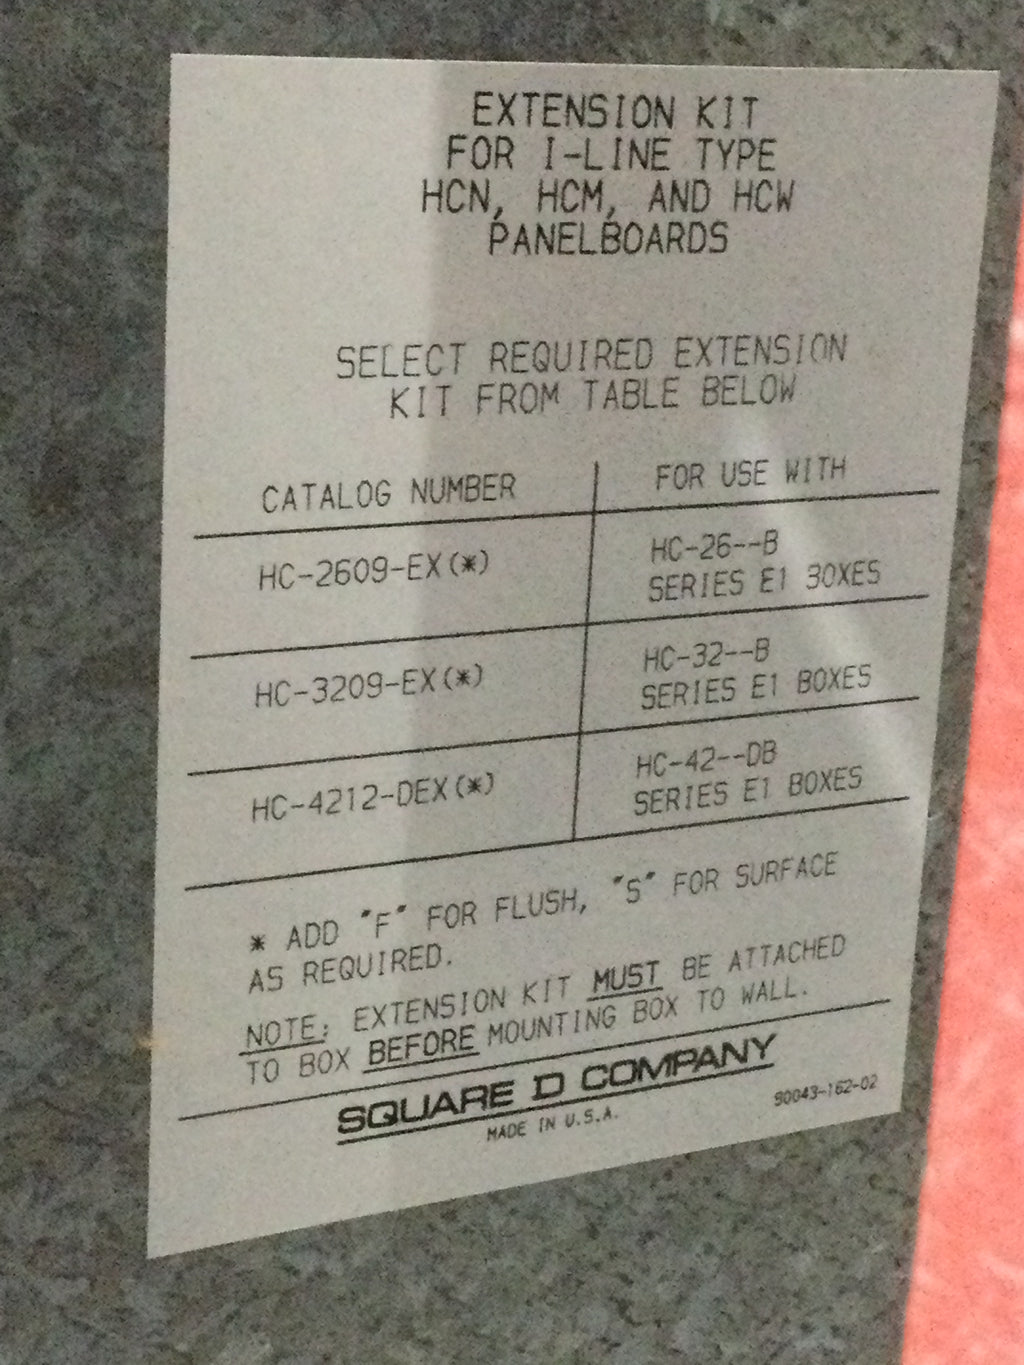 EXTENSION KIT
FOR I-LINE TYPE
HCN, HCM, AND HCW
PANELBOARDS
SELECT REQUIRED EXTENSION
KIT FROM TABLE BELOW
CATALOG NUMBER FOR USE WITH
HC-2609-EX(*) HC-26--B
SERIES E1 BOXES
HC-3209-EX(*) HC-32--B
SERIES E1 BOXES
HC-4212-DEX(*) HC-42--DB
SERIES E1 BOXES
* ADD "F" FOR FLUSH, "S" FOR SURFACE
AS REQUIRED.
NOTE: EXTENSION KIT MUST BE ATTACHED
TO BOX BEFORE MOUNTING BOX TO WALL.
SQUARE D COMPANY
MADE IN U.S.A. 90043-162-02